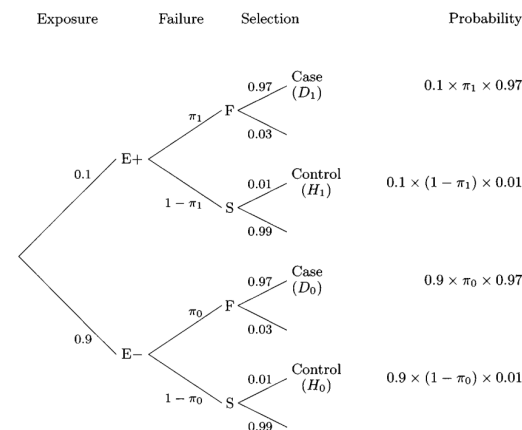 Exposure Failure Selection Probability
0.97 Case
(D₁) 0.1 × π₁ × 0.97
π₁ F
0.03
E+
0.1 0.01 Control
(H₁) 0.1 × (1 − π₁) × 0.01
1 − π₁ S
0.99
0.97 Case
(D₀) 0.9 × π₀ × 0.97
π₀ F
0.03
0.9 E−
0.01 Control
(H₀) 0.9 × (1 − π₀) × 0.01
1 − π₀ S
0.99